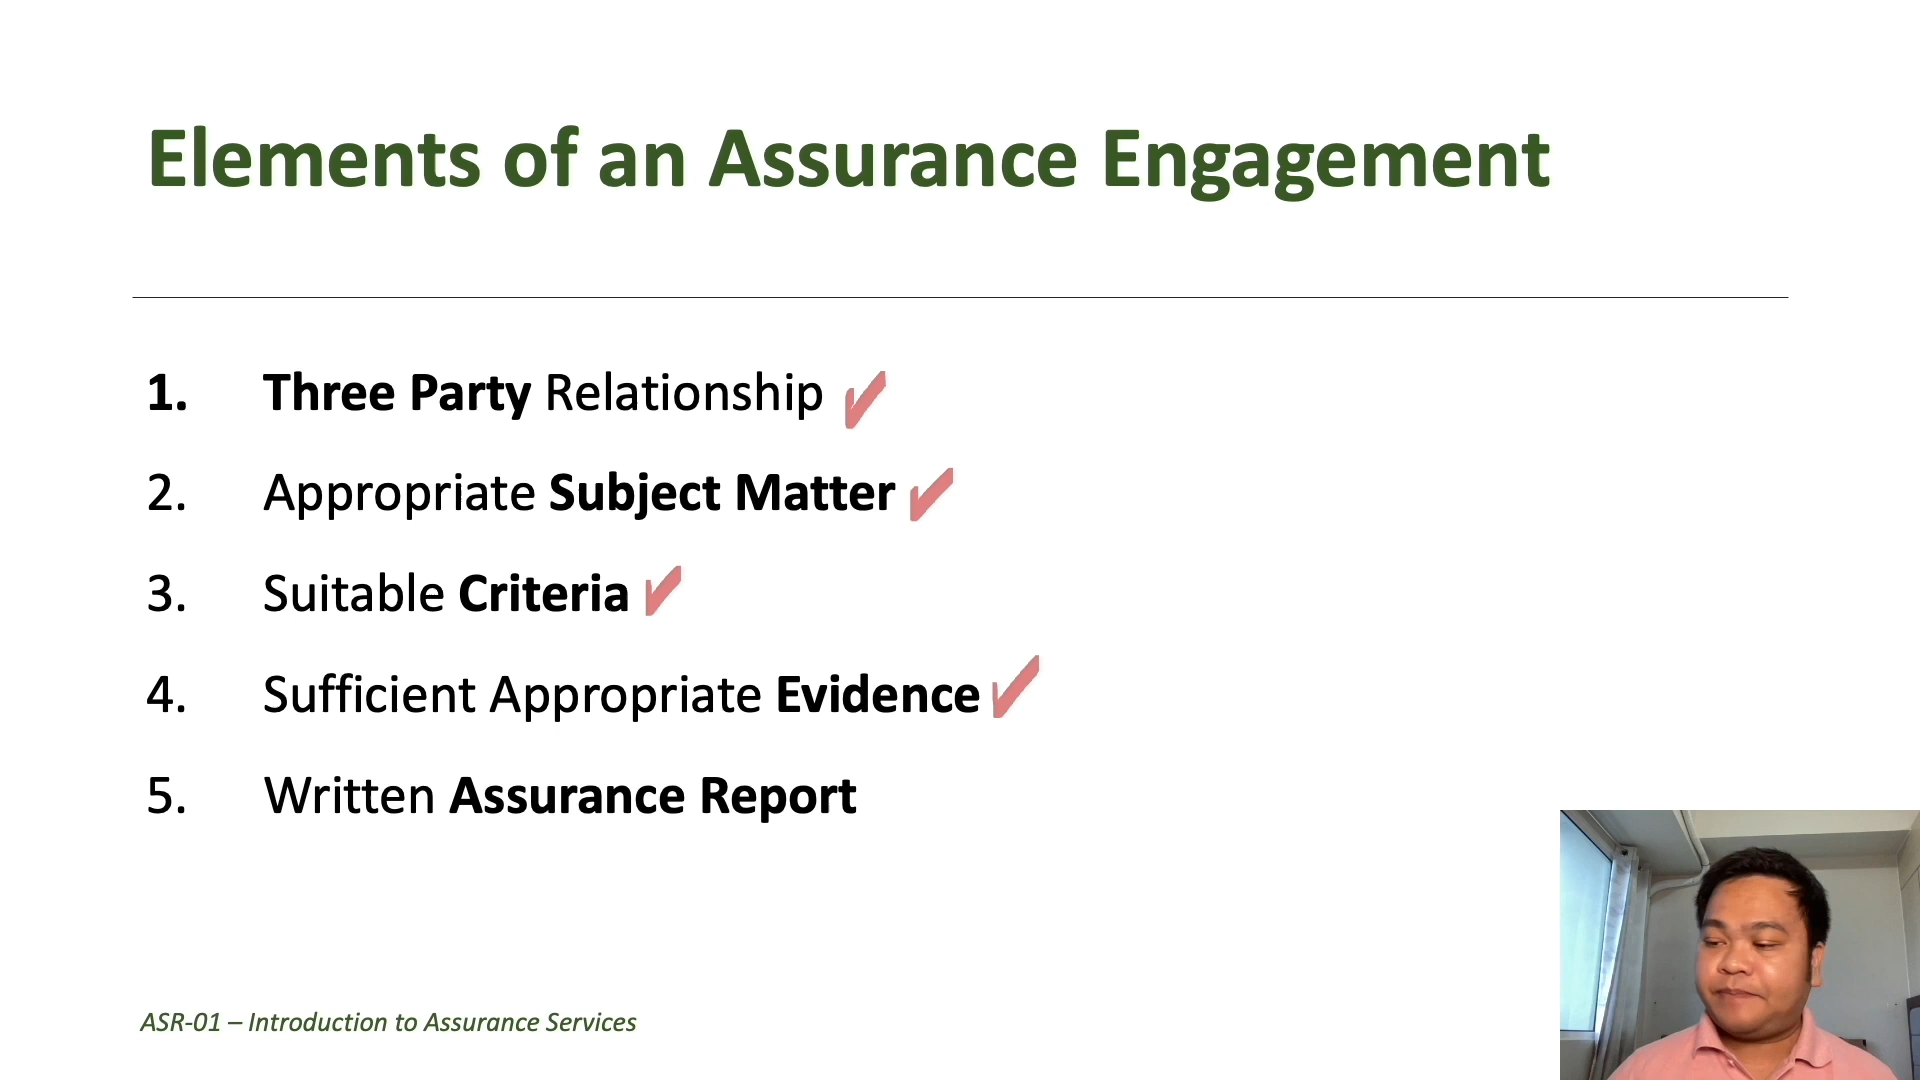 Elements of an Assurance Engagement
1. Three Party Relationship
2. Appropriate Subject Matter
3. Suitable Criteria
4. Sufficient Appropriate Evidence
5. Written Assurance Report
ASR-01 – Introduction to Assurance Services